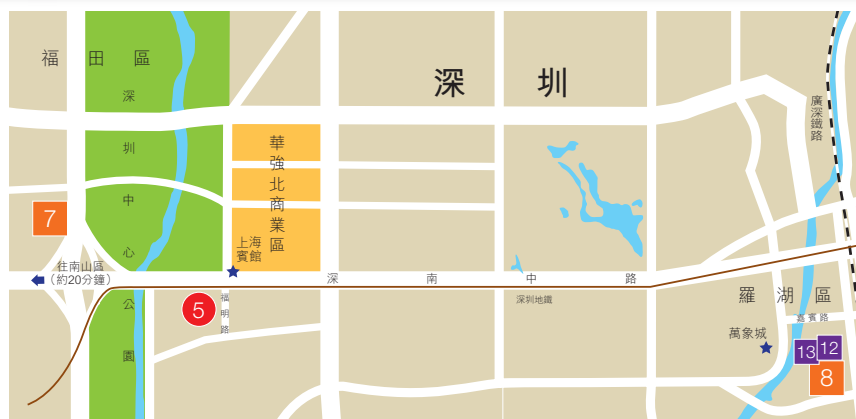 福田區
深圳
深圳中心公園
華強北商業區
廣深鐵路
7
上海
賓館
往南山區
(約20分鐘)
深南中路
深圳地鐵
5
福明路
羅湖區
嘉賓路
萬象城
13
12
8